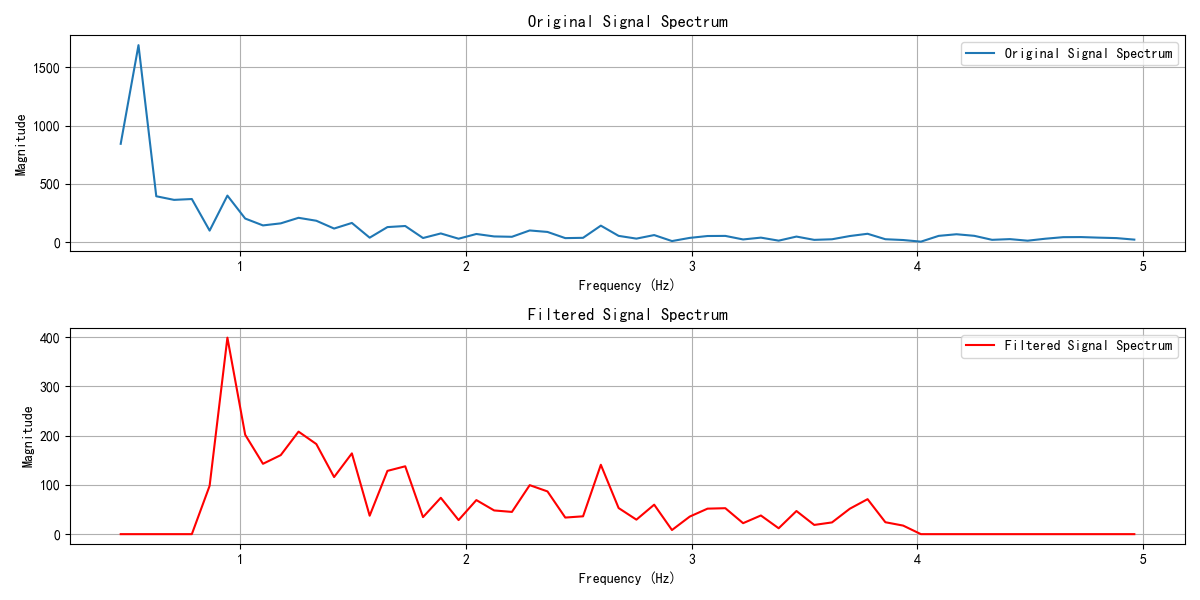 Original Signal Spectrum
Original Signal Spectrum
1500
1000
500
0
Magnitude
1 2 3 4 5
Frequency (Hz)
Filtered Signal Spectrum
Filtered Signal Spectrum
400
300
200
100
0
Magnitude
1 2 3 4 5
Frequency (Hz)